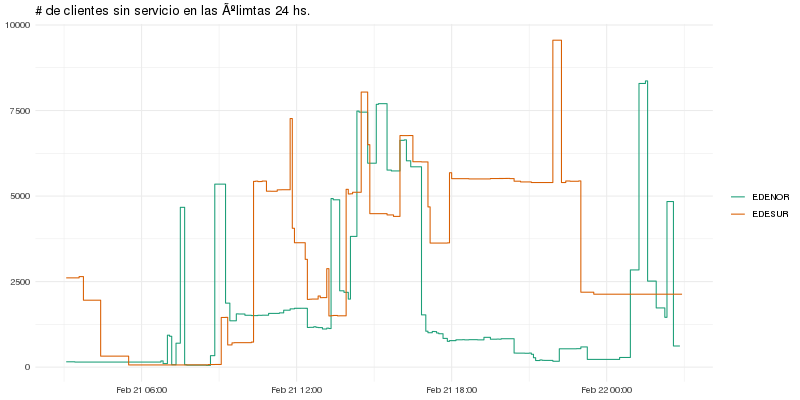 # de clientes sin servicio en las Ãºlimtas 24 hs.
10000
7500
5000
2500
0
Feb 21 06:00
Feb 21 12:00
Feb 21 18:00
Feb 22 00:00
EDENOR
EDESUR